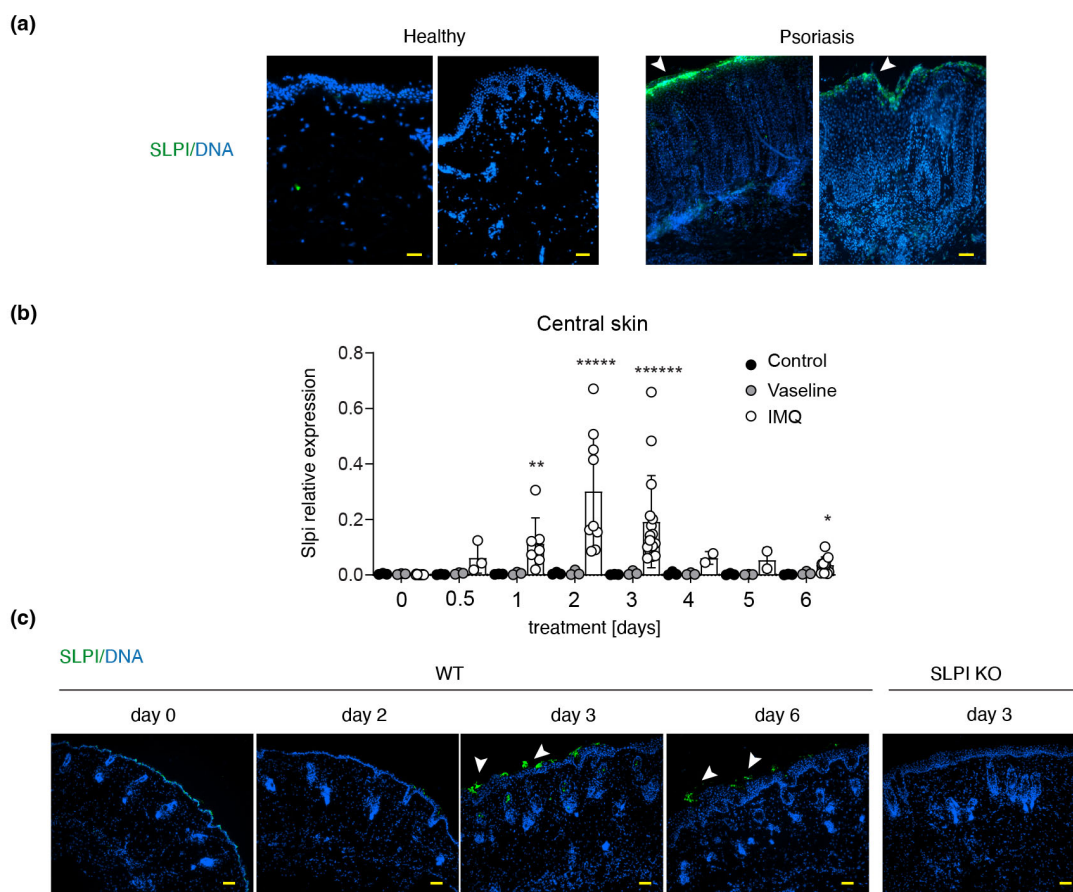 (a)
Healthy Psoriasis
SLPI/DNA
(b)
Central skin
Slpi relative expression
0.8
0.6
0.4
0.2
0.0
***** ******
**
*
Control
Vaseline
IMQ
0 0.5 1 2 3 4 5 6
treatment [days]
(c)
SLPI/DNA
WT SLPI KO
day 0 day 2 day 3 day 6 day 3